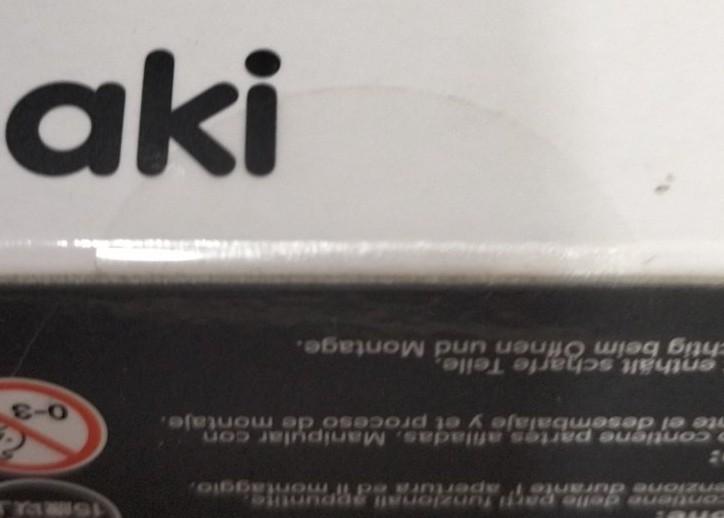 aki
contiene delle parti funzionali appuntite.
enzione durante l' apertura ed il montaggio.
contiene partes afiladas. Manipular con
nte el desembalaje y et proceso de montaje.
enthält scharfe Teile.
chtig beim Öffnen und Montage.
0-3